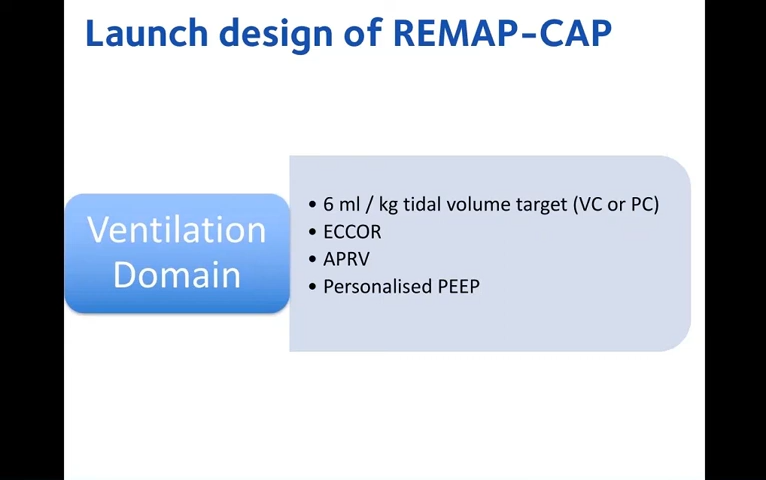 Launch design of REMAP-CAP
Ventilation
Domain
• 6 ml / kg tidal volume target (VC or PC)
• ECCOR
• APRV
• Personalised PEEP